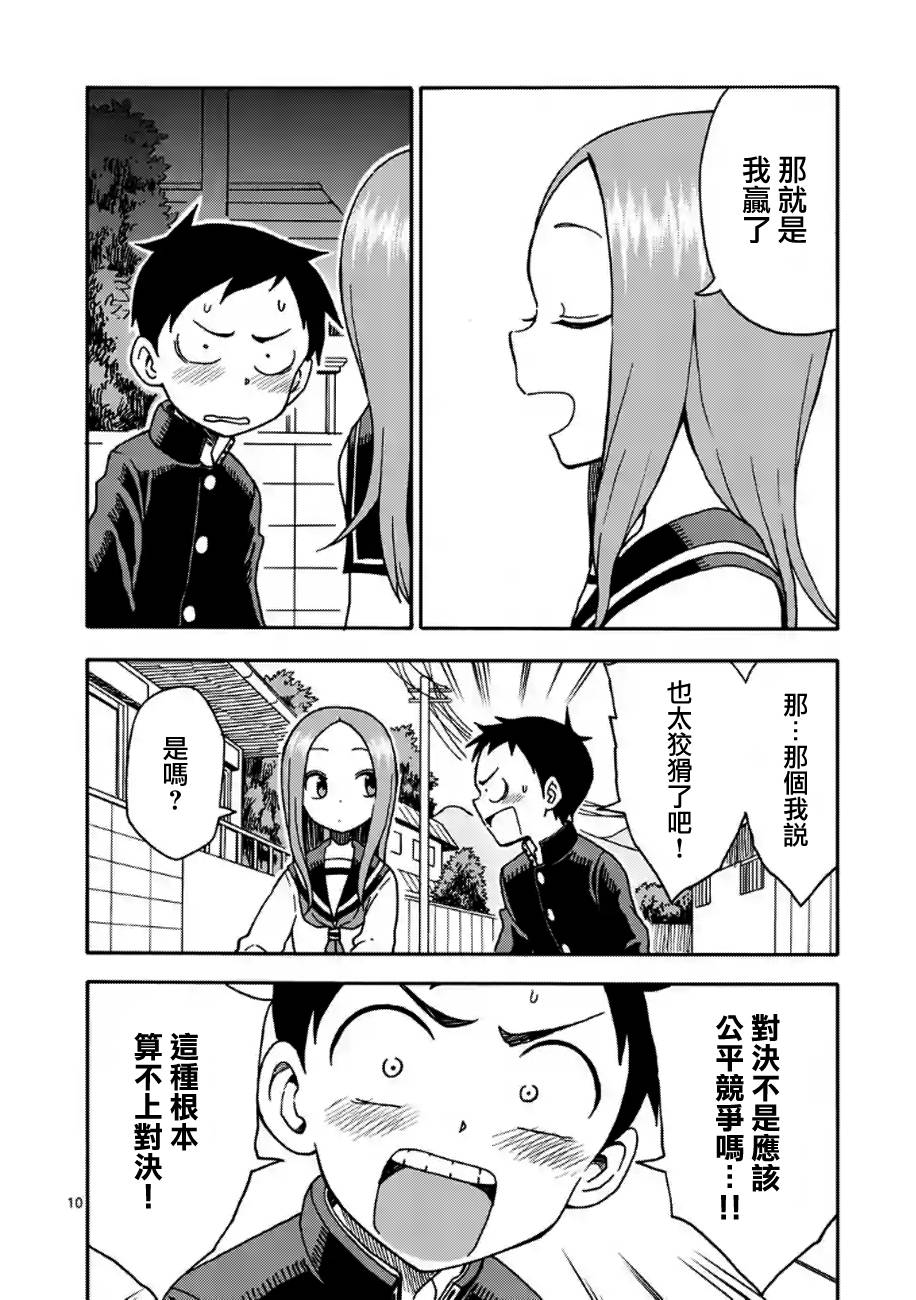 那就是
我贏了
那…那個我説
也太狡猾了吧！
是嗎？
對決不是應該
公平競爭嗎…!!
這種根本
算不上對決！
10